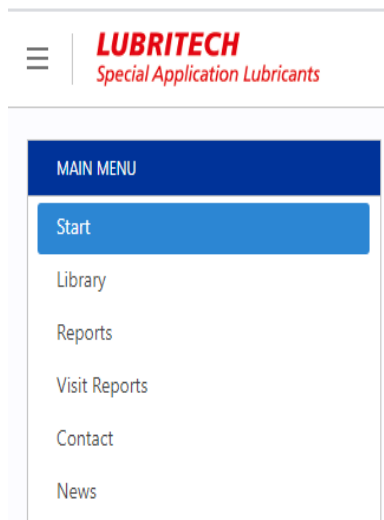 LUBRITECH
Special Application Lubricants
MAIN MENU
Start
Library
Reports
Visit Reports
Contact
News